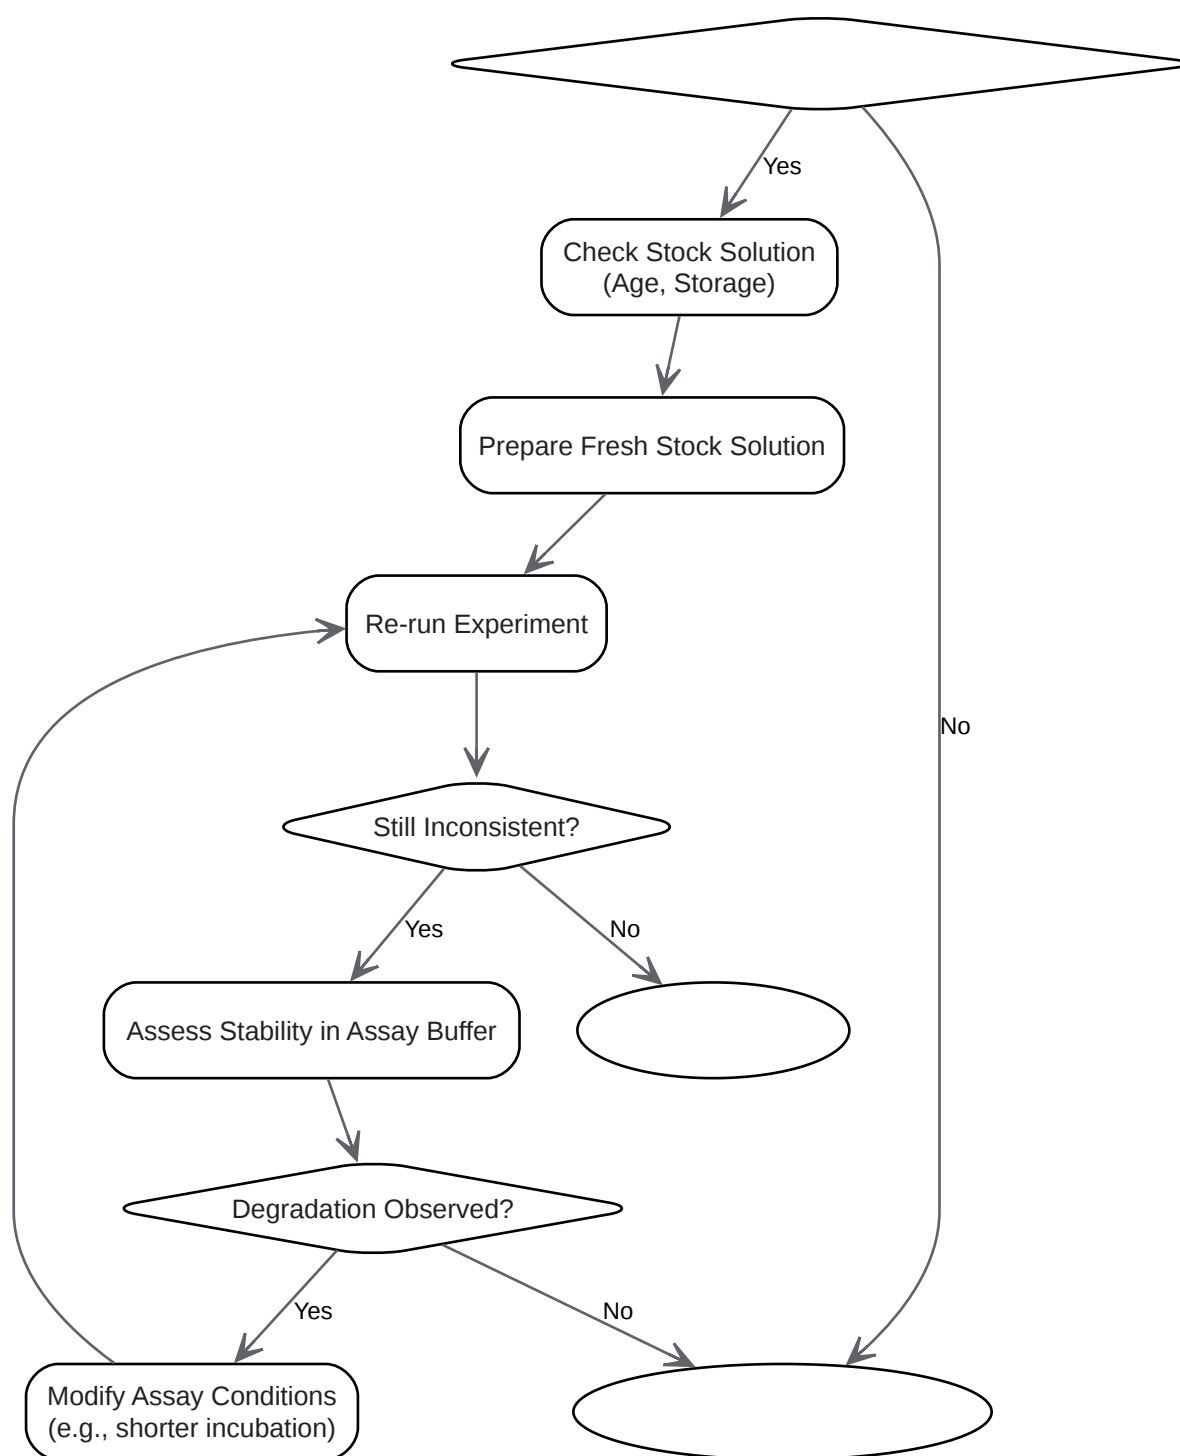 Yes
Check Stock Solution
(Age, Storage)
Prepare Fresh Stock Solution
Re-run Experiment
No
Still Inconsistent?
Yes
No
Assess Stability in Assay Buffer
Degradation Observed?
Yes
No
Modify Assay Conditions
(e.g., shorter incubation)